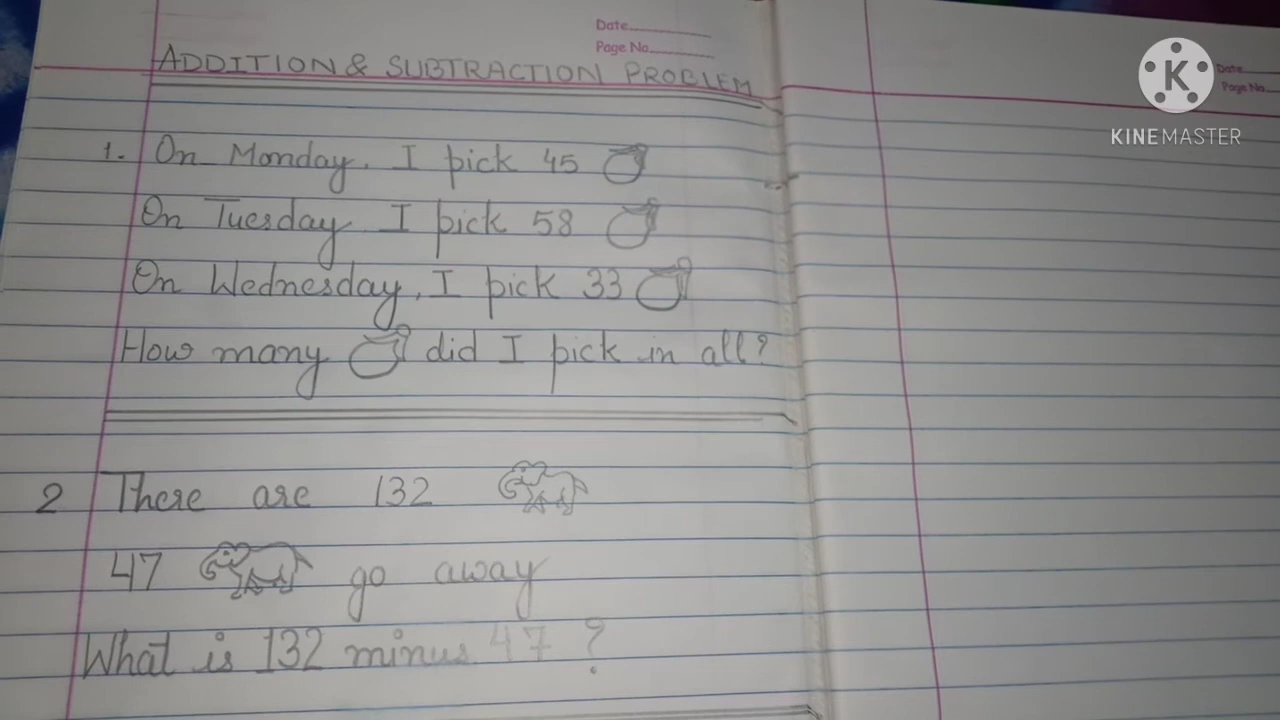 Date
Page No.
ADDITION & SUBTRACTION PROBLEM
Date
Page No.
K
KINEMASTER
1. On Monday, I pick 45
On Tuesday I pick 58
On Wednesday, I pick 33
How many did I pick in all?
2 There are 132
47 go away
What is 132 minus 47 ?